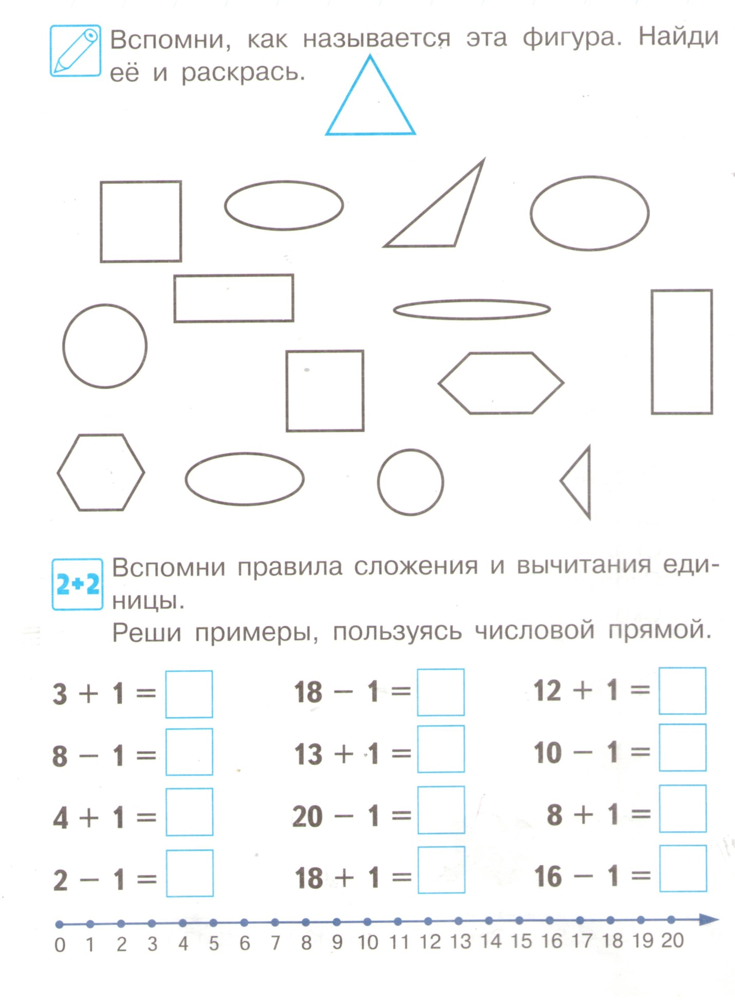 Вспомни, как называется эта фигура. Найди
её и раскрась.
2+2
Вспомни правила сложения и вычитания еди-
ницы.
Реши примеры, пользуясь числовой прямой.
3 + 1 = 18 − 1 = 12 + 1 =
8 − 1 = 13 + 1 = 10 − 1 =
4 + 1 = 20 − 1 = 8 + 1 =
2 − 1 = 18 + 1 = 16 − 1 =
0 1 2 3 4 5 6 7 8 9 10 11 12 13 14 15 16 17 18 19 20